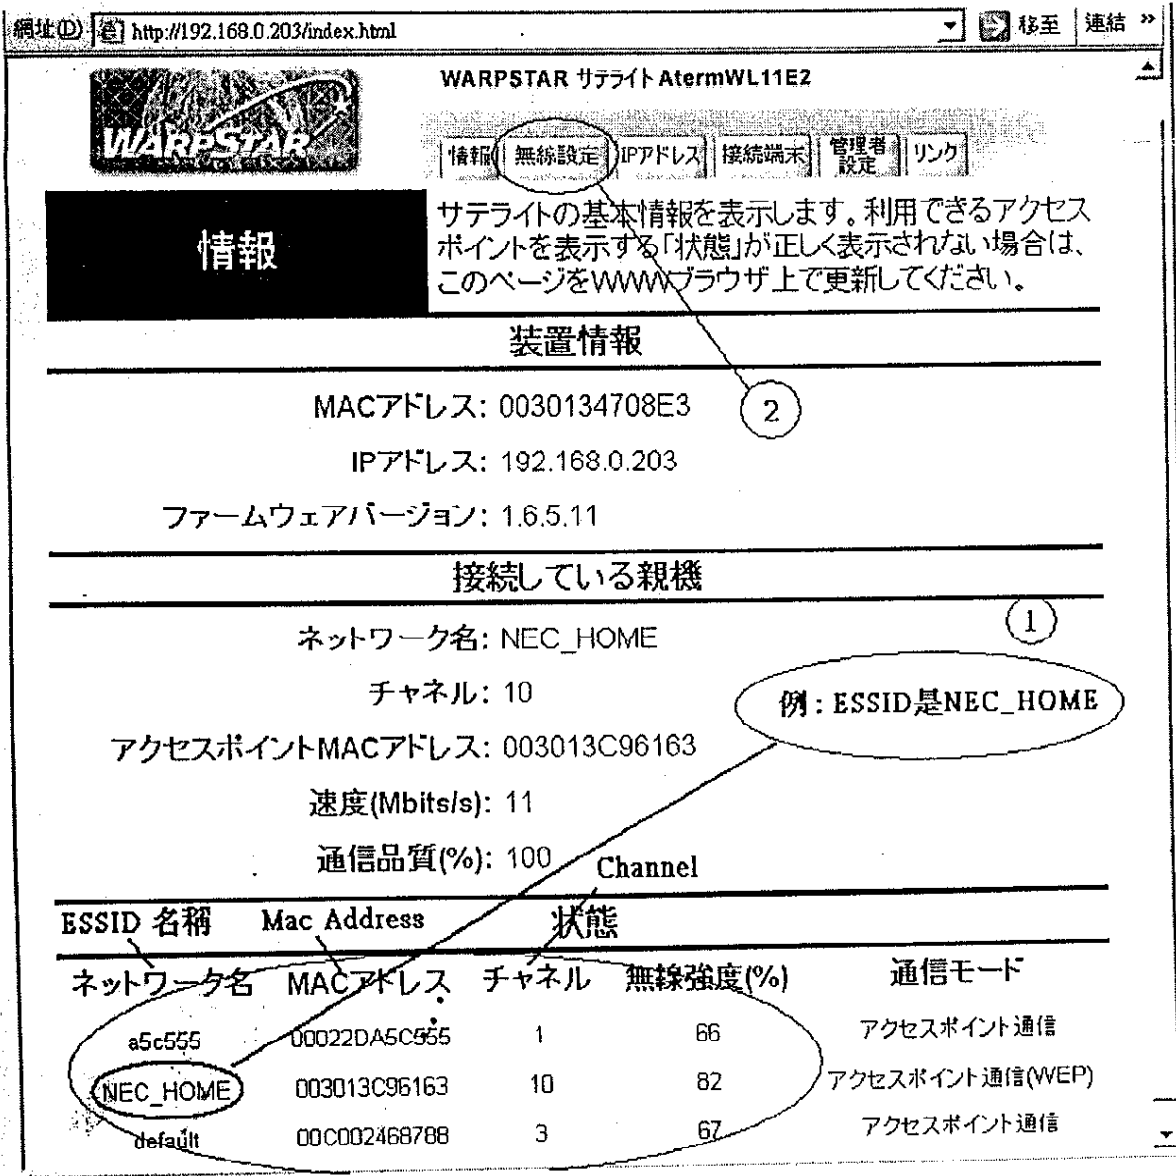 網址(D) http://192.168.0.203/index.html 移至 連結 »
WARPSTAR サテライト AtermWL11E2
WARPSTAR
情報 無線設定 IPアドレス 接続端末 管理者設定 リンク
情報
サテライトの基本情報を表示します。利用できるアクセス
ポイントを表示する「状態」が正しく表示されない場合は、
このページをWWWブラウザ上で更新してください。
装置情報
MACアドレス: 0030134708E3
2
IPアドレス: 192.168.0.203
ファームウェアバージョン: 1.6.5.11
接続している親機
1
ネットワーク名: NEC_HOME
チャネル: 10
例:ESSID是NEC_HOME
アクセスポイントMACアドレス: 003013C96163
速度(Mbits/s): 11
通信品質(%): 100
Channel
ESSID 名稱 Mac Address 状態
ネットワーク名 MACアドレス チャネル 無線強度(%) 通信モード
a5c555 00022DA5C555 1 66 アクセスポイント通信
NEC_HOME 003013C96163 10 82 アクセスポイント通信(WEP)
default 00C002468788 3 67 アクセスポイント通信